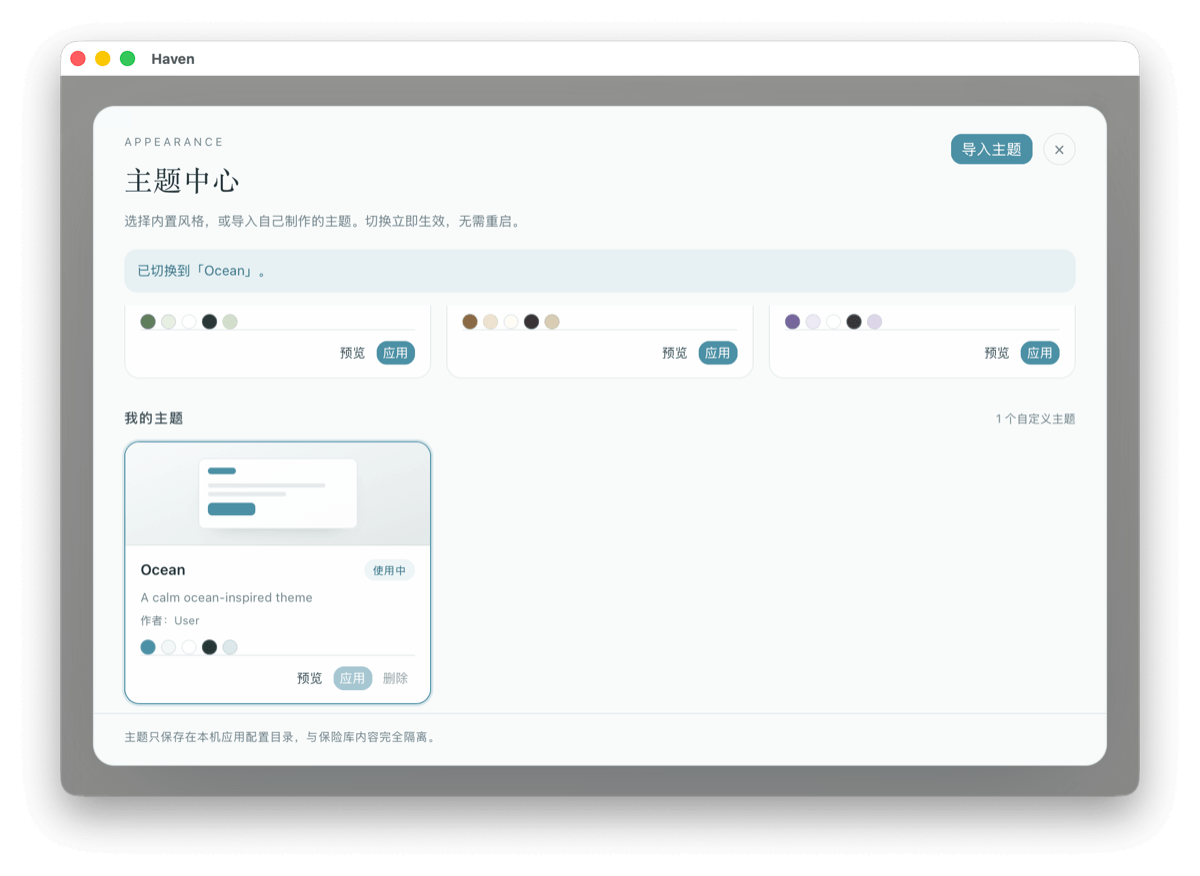 Haven
APPEARANCE
导入主题
主题中心
选择内置风格，或导入自己制作的主题。切换立即生效，无需重启。
已切换到「Ocean」。
预览 应用 预览 应用 预览 应用
我的主题 1 个自定义主题
Ocean 使用中
A calm ocean-inspired theme
作者：User
预览 应用 删除
主题只保存在本机应用配置目录，与保险库内容完全隔离。